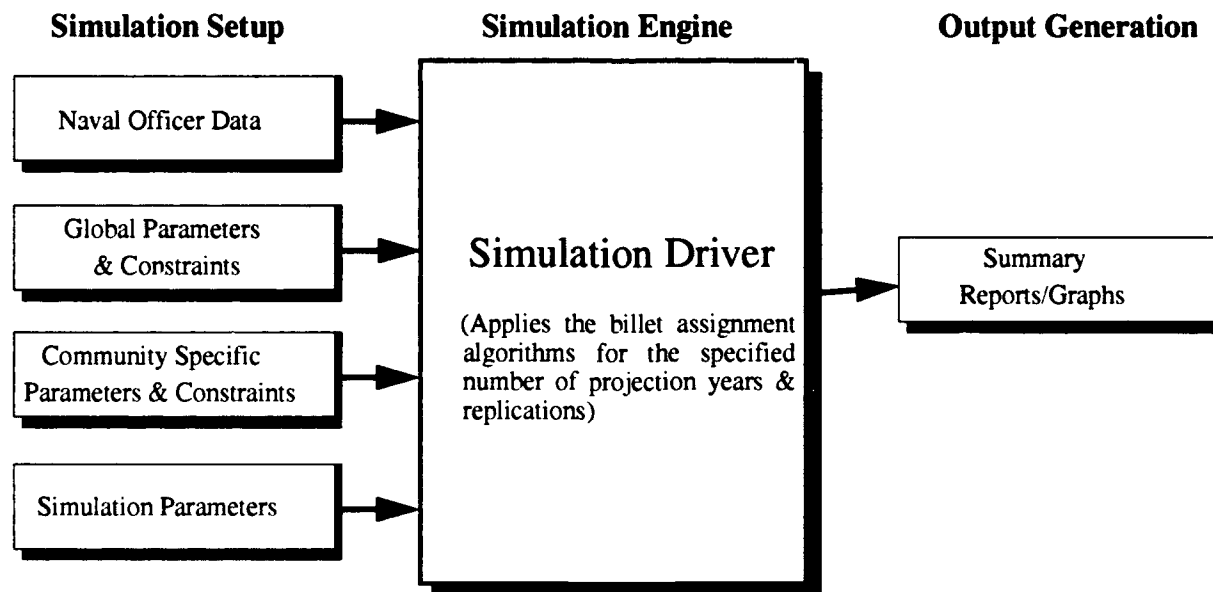 Simulation Setup
Simulation Engine
Output Generation
Naval Officer Data
Global Parameters
& Constraints
Community Specific
Parameters & Constraints
Simulation Parameters
Simulation Driver
(Applies the billet assignment
algorithms for the specified
number of projection years &
replications)
Summary
Reports/Graphs